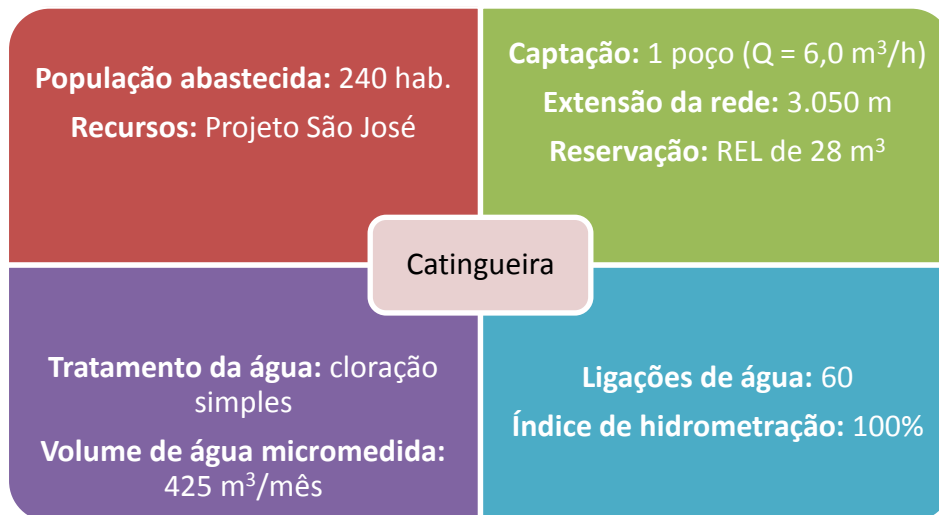 População abastecida: 240 hab.
Recursos: Projeto São José
Captação: 1 poço (Q = 6,0 m³/h)
Extensão da rede: 3.050 m
Reservação: REL de 28 m³
Catingueira
Tratamento da água: cloração
simples
Volume de água micromedida:
425 m³/mês
Ligações de água: 60
Índice de hidrometração: 100%